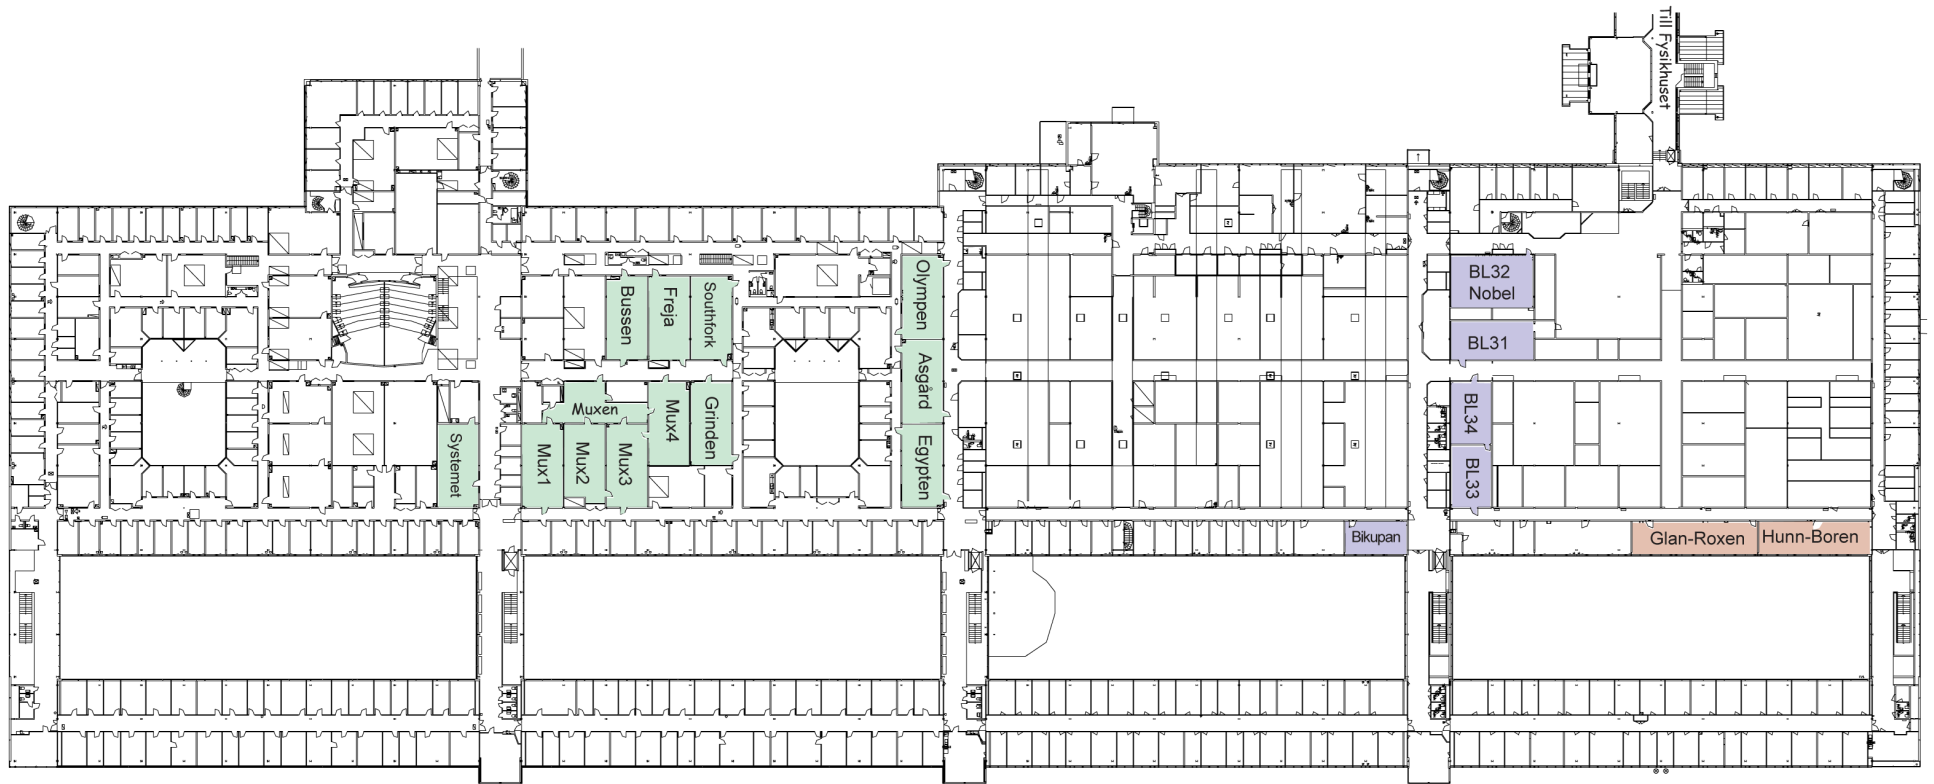 Till Fysikhuset
Olympen
BL32
Nobel
Bussen
Freja
Southfork
BL31
Asgård
Muxen
Mux4
Grinden
BL34
Systemet
Mux1
Mux2
Mux3
Egypten
BL33
Bikupan
Glan-Roxen
Hunn-Boren